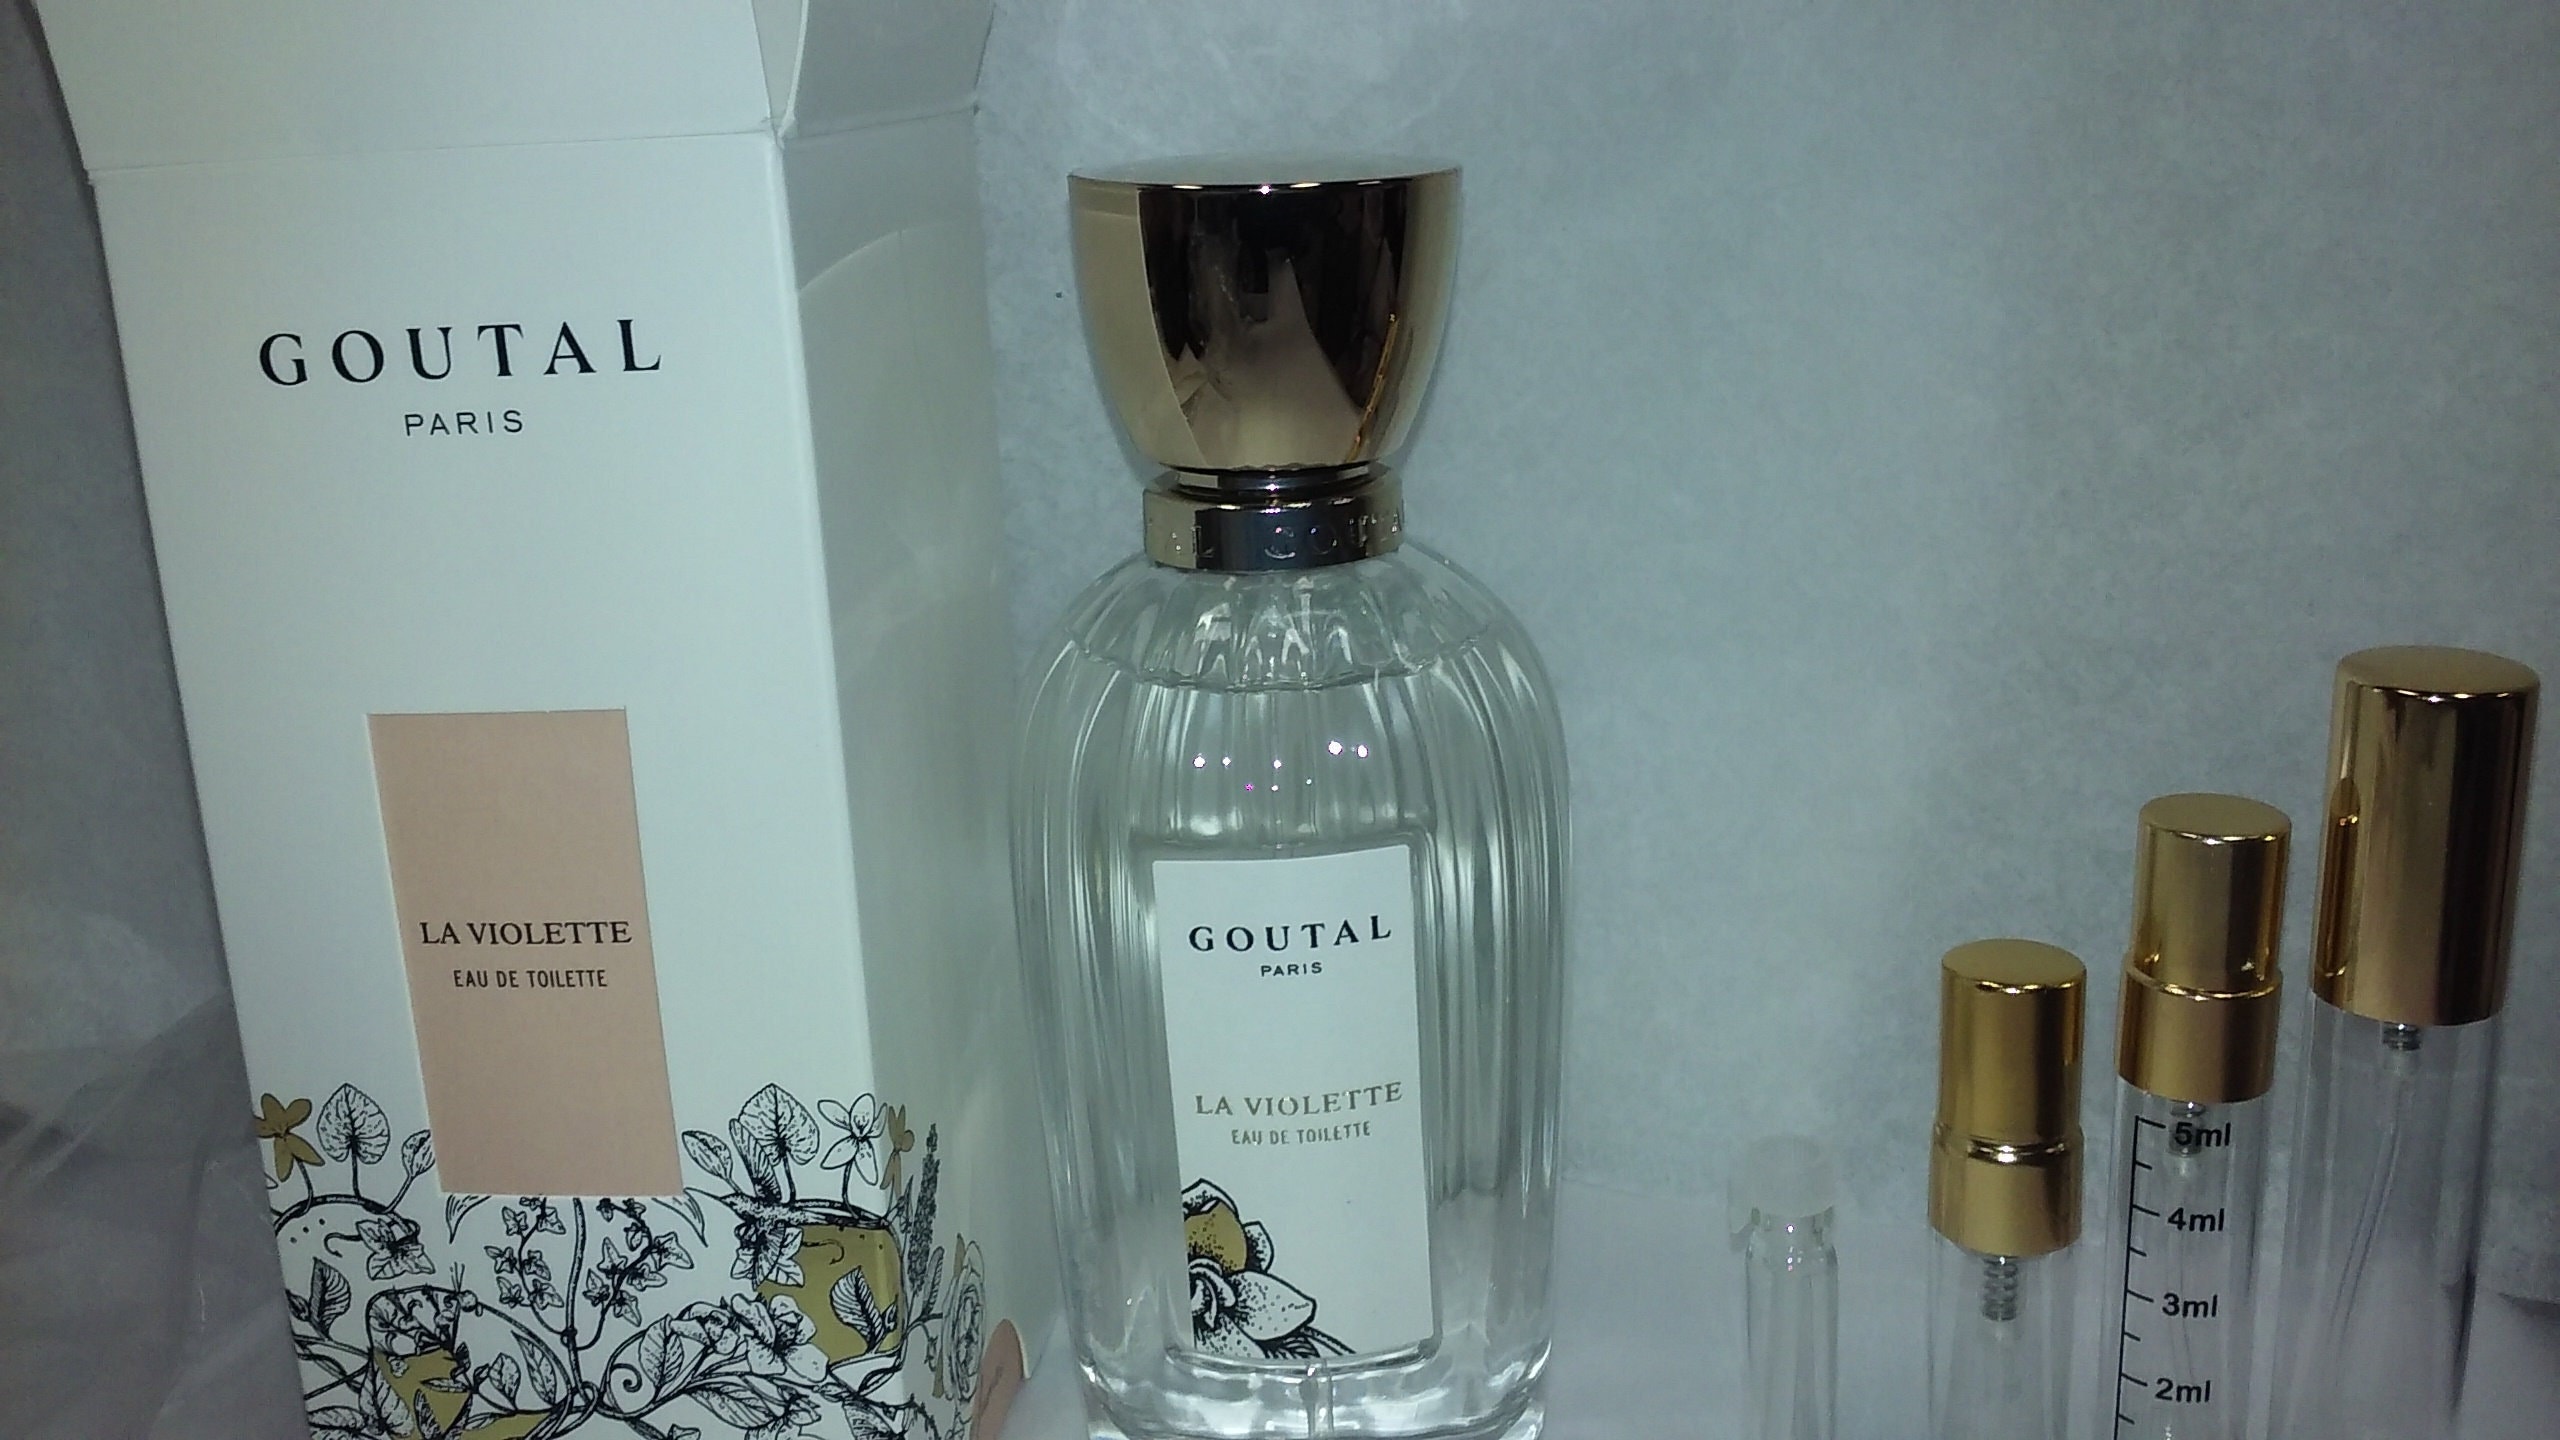 GOUTAL
PARIS
LA VIOLETTE
EAU DE TOILETTE
GOUTAL
PARIS
LA VIOLETTE
EAU DE TOILETTE
5ml
4ml
3ml
2ml